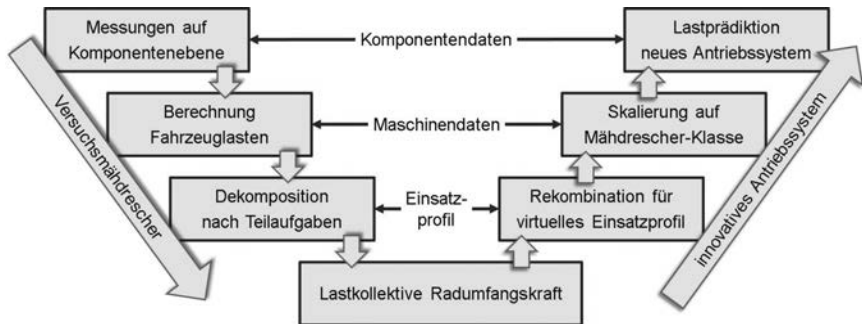 Messungen auf
Komponentenebene
Komponentendaten
Lastprädiktion
neues Antriebssystem
Berechnung
Fahrzeuglasten
Maschinendaten
Skalierung auf
Mähdrescher-Klasse
Dekomposition
nach Teilaufgaben
Einsatz-
profil
Rekombination für
virtuelles Einsatzprofil
Lastkollektive Radumfangskraft
Versuchsmähdrescher
innovatives Antriebssystem